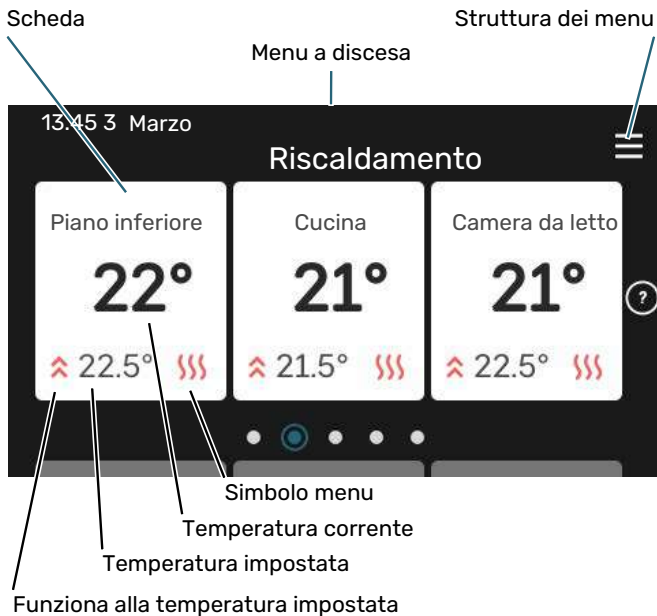 Scheda
Struttura dei menu
Menu a discesa
13.45 3 Marzo
Riscaldamento
Piano inferiore
Cucina
Camera da letto
22°
21°
21°
?
22.5°
21.5°
22.5°
Simbolo menu
Temperatura corrente
Temperatura impostata
Funziona alla temperatura impostata